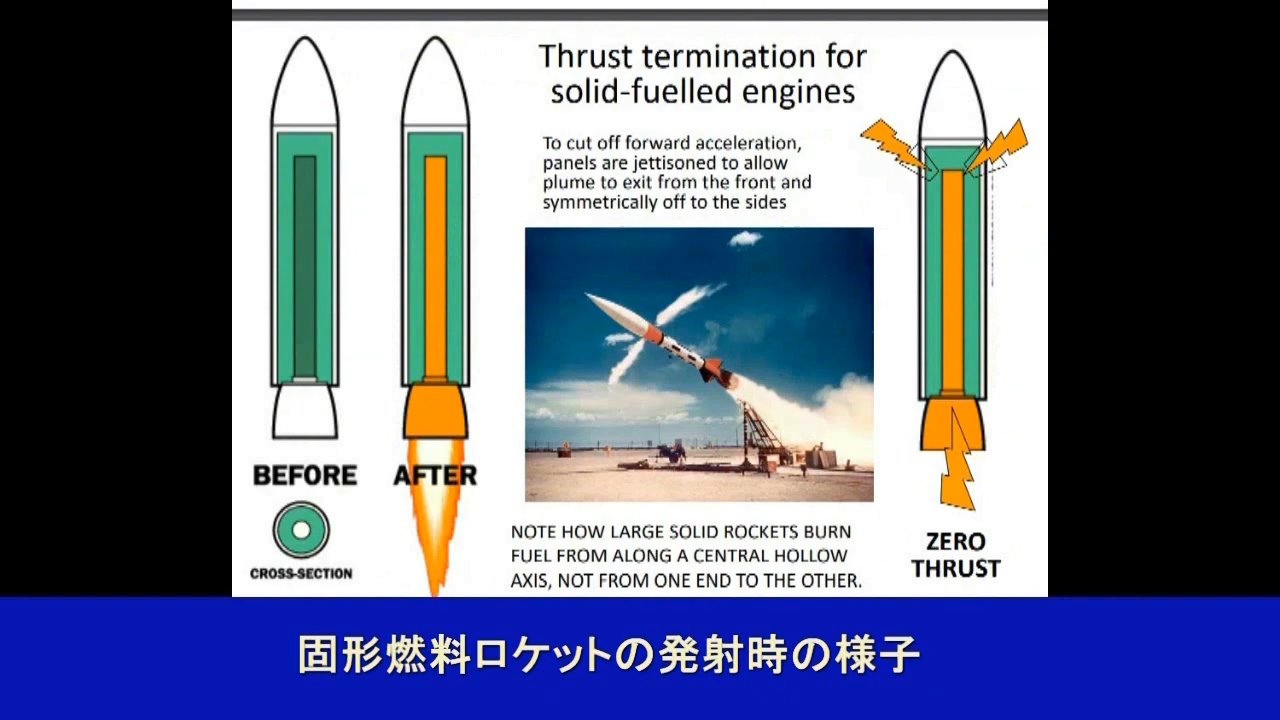 Thrust termination for
solid-fuelled engines
To cut off forward acceleration,
panels are jettisoned to allow
plume to exit from the front and
symmetrically off to the sides
BEFORE
AFTER
CROSS-SECTION
NOTE HOW LARGE SOLID ROCKETS BURN
FUEL FROM ALONG A CENTRAL HOLLOW
AXIS, NOT FROM ONE END TO THE OTHER.
ZERO
THRUST
固形燃料ロケットの発射時の様子